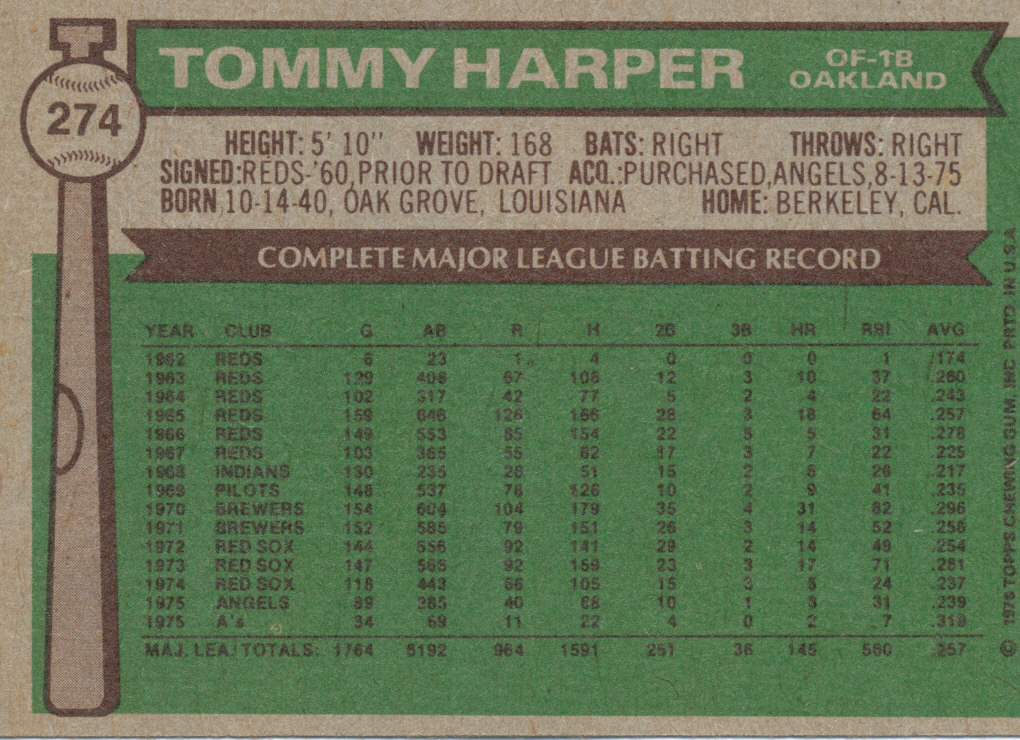 TOMMY HARPER
OF-1B
OAKLAND
274
HEIGHT: 5' 10" WEIGHT: 168 BATS: RIGHT THROWS: RIGHT
SIGNED:REDS-'60,PRIOR TO DRAFT ACQ.:PURCHASED,ANGELS,8-13-75
BORN 10-14-40, OAK GROVE, LOUISIANA HOME: BERKELEY, CAL.
COMPLETE MAJOR LEAGUE BATTING RECORD
YEAR CLUB G AB R H 2B 3B HR RBI AVG
1962 REDS 6 23 1 4 0 0 0 1 .174
1963 REDS 129 408 67 106 12 3 10 37 .260
1964 REDS 102 317 42 77 5 2 4 22 .243
1965 REDS 159 646 126 166 28 3 18 64 .257
1966 REDS 149 553 85 154 22 5 5 31 .278
1967 REDS 103 365 55 82 17 3 7 22 .225
1968 INDIANS 130 235 26 51 15 2 6 26 .217
1969 PILOTS 148 537 78 126 10 2 9 41 .235
1970 BREWERS 154 604 104 179 35 4 31 82 .296
1971 BREWERS 152 585 79 151 26 3 14 52 .258
1972 RED SOX 144 556 92 141 29 2 14 49 .254
1973 RED SOX 147 565 92 159 23 3 17 71 .281
1974 RED SOX 118 443 66 105 15 3 5 24 .237
1975 ANGELS 89 285 40 68 10 1 3 31 .239
1975 A's 34 69 11 22 4 0 2 7 .319
MAJ. LEA. TOTALS: 1764 6192 964 1591 251 36 145 560 .257
© 1976 TOPPS CHEWING GUM, INC. PRTD. IN U.S.A.